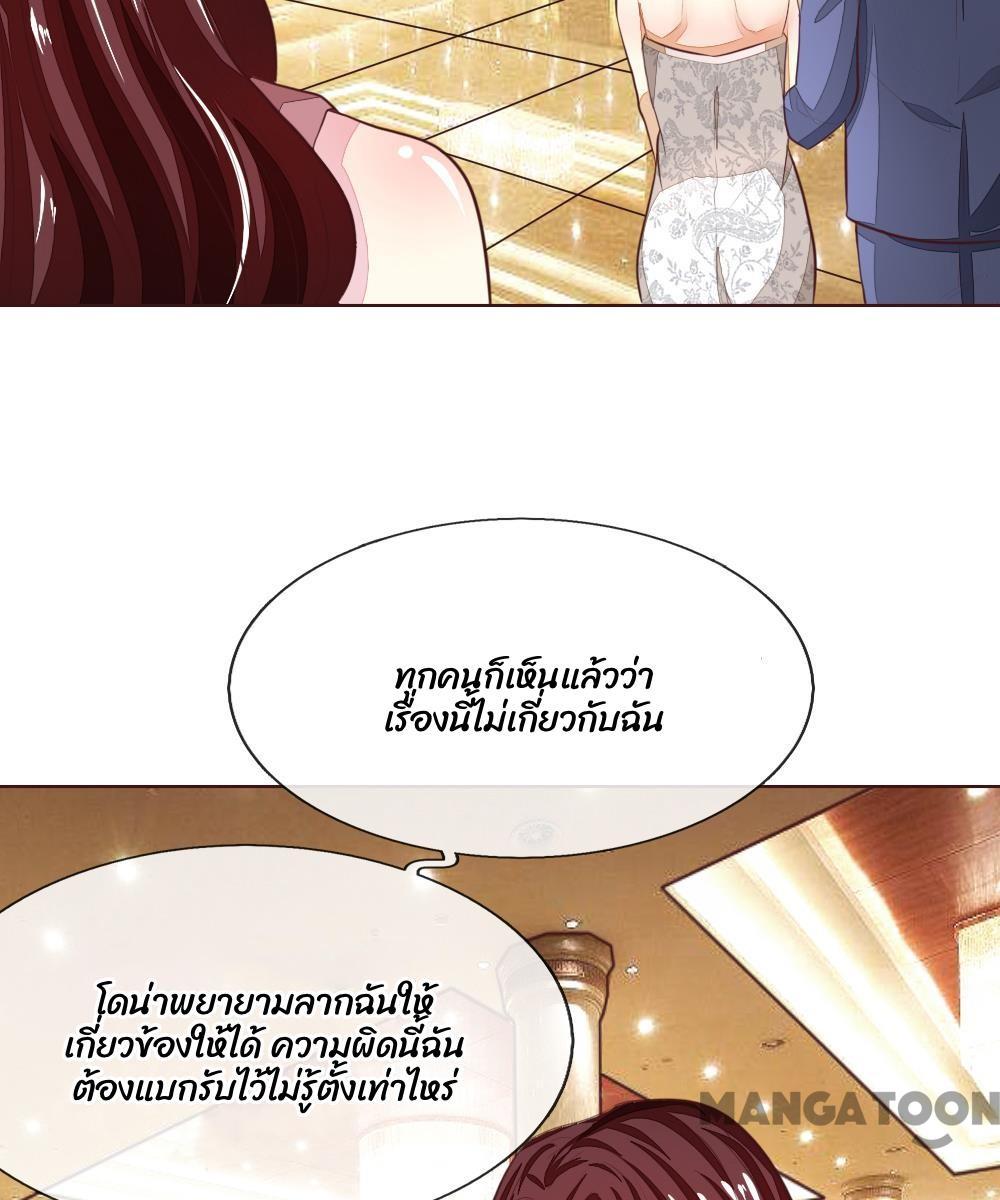 ทุกคนก็เห็นแล้วว่า
เรื่องนี้ไม่เกี่ยวกับฉัน
โดน่าพยายามลากฉันให้
เกี่ยวข้องให้ได้ ความผิดนี้ฉัน
ต้องแบกรับไว้ไม่รู้ตั้งเท่าไหร่
MANGATOON